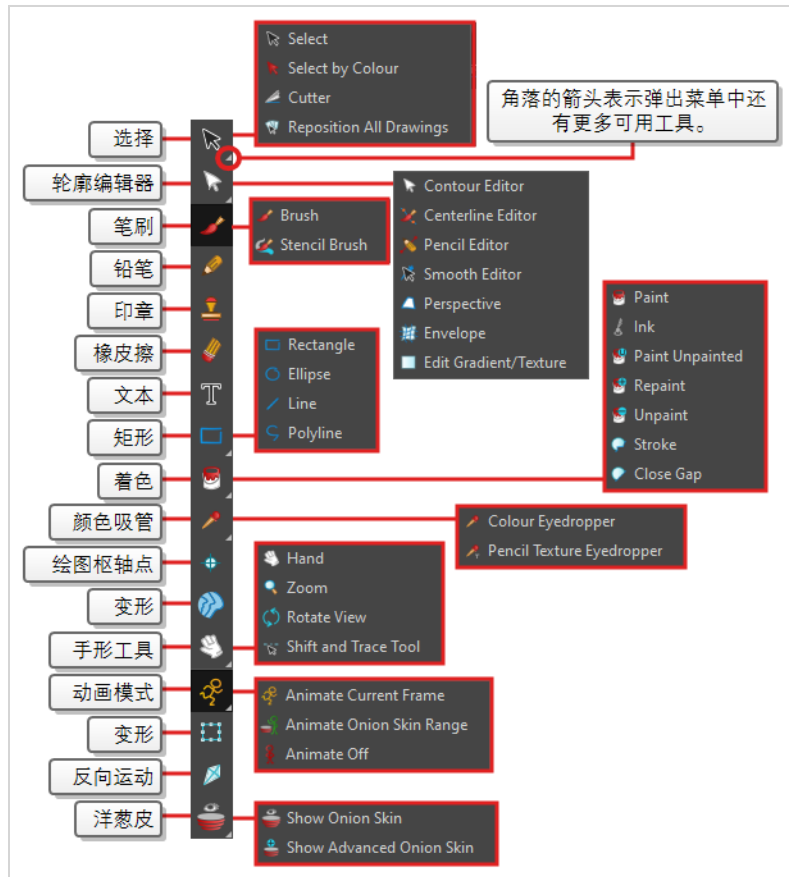 Select
Select by Colour
Cutter
Reposition All Drawings
角落的箭头表示弹出菜单中还
有更多可用工具。
选择
轮廓编辑器
Contour Editor
Centerline Editor
Pencil Editor
Smooth Editor
Perspective
Envelope
Edit Gradient/Texture
笔刷
Brush
Stencil Brush
铅笔
印章
橡皮擦
文本
矩形
Rectangle
Ellipse
Line
Polyline
着色
Paint
Ink
Paint Unpainted
Repaint
Unpaint
Stroke
Close Gap
颜色吸管
Colour Eyedropper
Pencil Texture Eyedropper
绘图枢轴点
变形
手形工具
Hand
Zoom
Rotate View
Shift and Trace Tool
动画模式
Animate Current Frame
Animate Onion Skin Range
Animate Off
变形
反向运动
洋葱皮
Show Onion Skin
Show Advanced Onion Skin